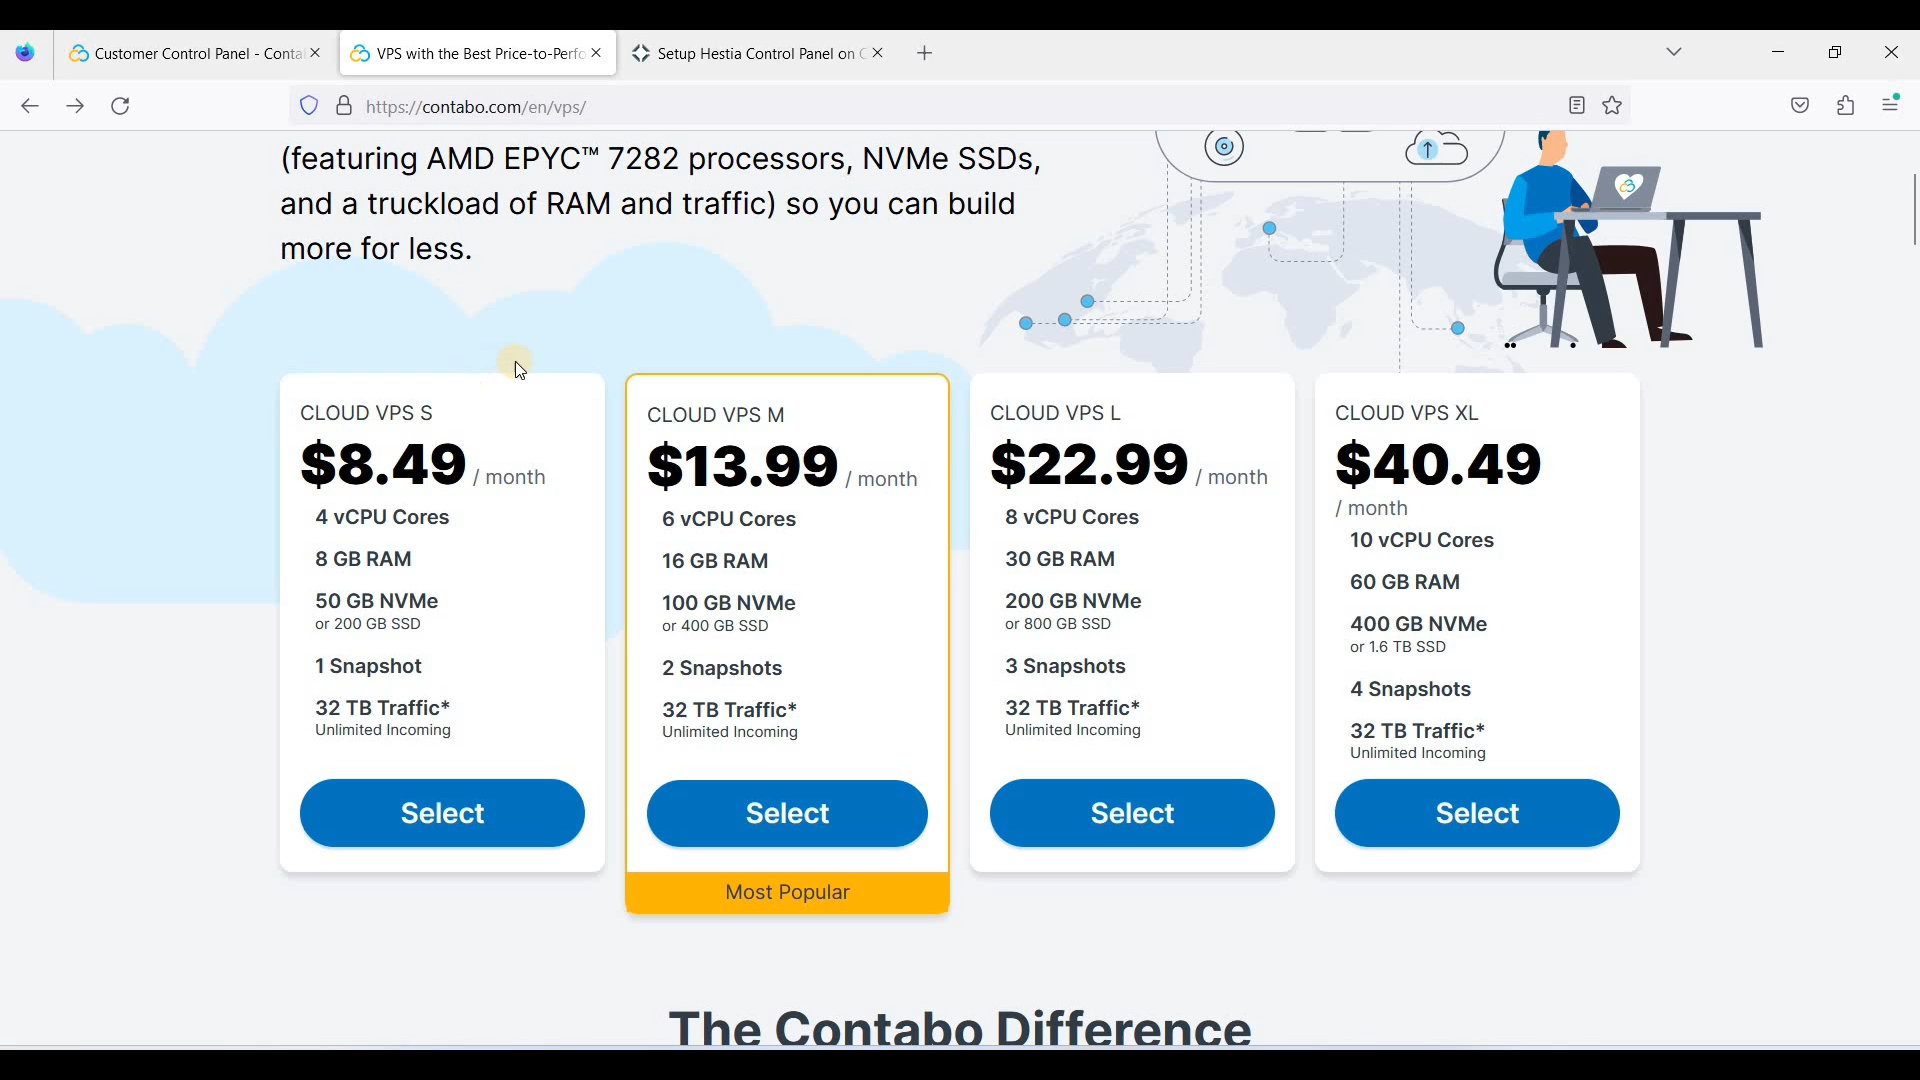 Customer Control Panel - Conta
VPS with the Best Price-to-Perfo
Setup Hestia Control Panel on C
https://contabo.com/en/vps/
(featuring AMD EPYC™ 7282 processors, NVMe SSDs,
and a truckload of RAM and traffic) so you can build
more for less.
CLOUD VPS S
$8.49 / month
4 vCPU Cores
8 GB RAM
50 GB NVMe
or 200 GB SSD
1 Snapshot
32 TB Traffic*
Unlimited Incoming
Select
CLOUD VPS M
$13.99 / month
6 vCPU Cores
16 GB RAM
100 GB NVMe
or 400 GB SSD
2 Snapshots
32 TB Traffic*
Unlimited Incoming
Select
Most Popular
CLOUD VPS L
$22.99 / month
8 vCPU Cores
30 GB RAM
200 GB NVMe
or 800 GB SSD
3 Snapshots
32 TB Traffic*
Unlimited Incoming
Select
CLOUD VPS XL
$40.49
/ month
10 vCPU Cores
60 GB RAM
400 GB NVMe
or 1.6 TB SSD
4 Snapshots
32 TB Traffic*
Unlimited Incoming
Select
The Contabo Difference